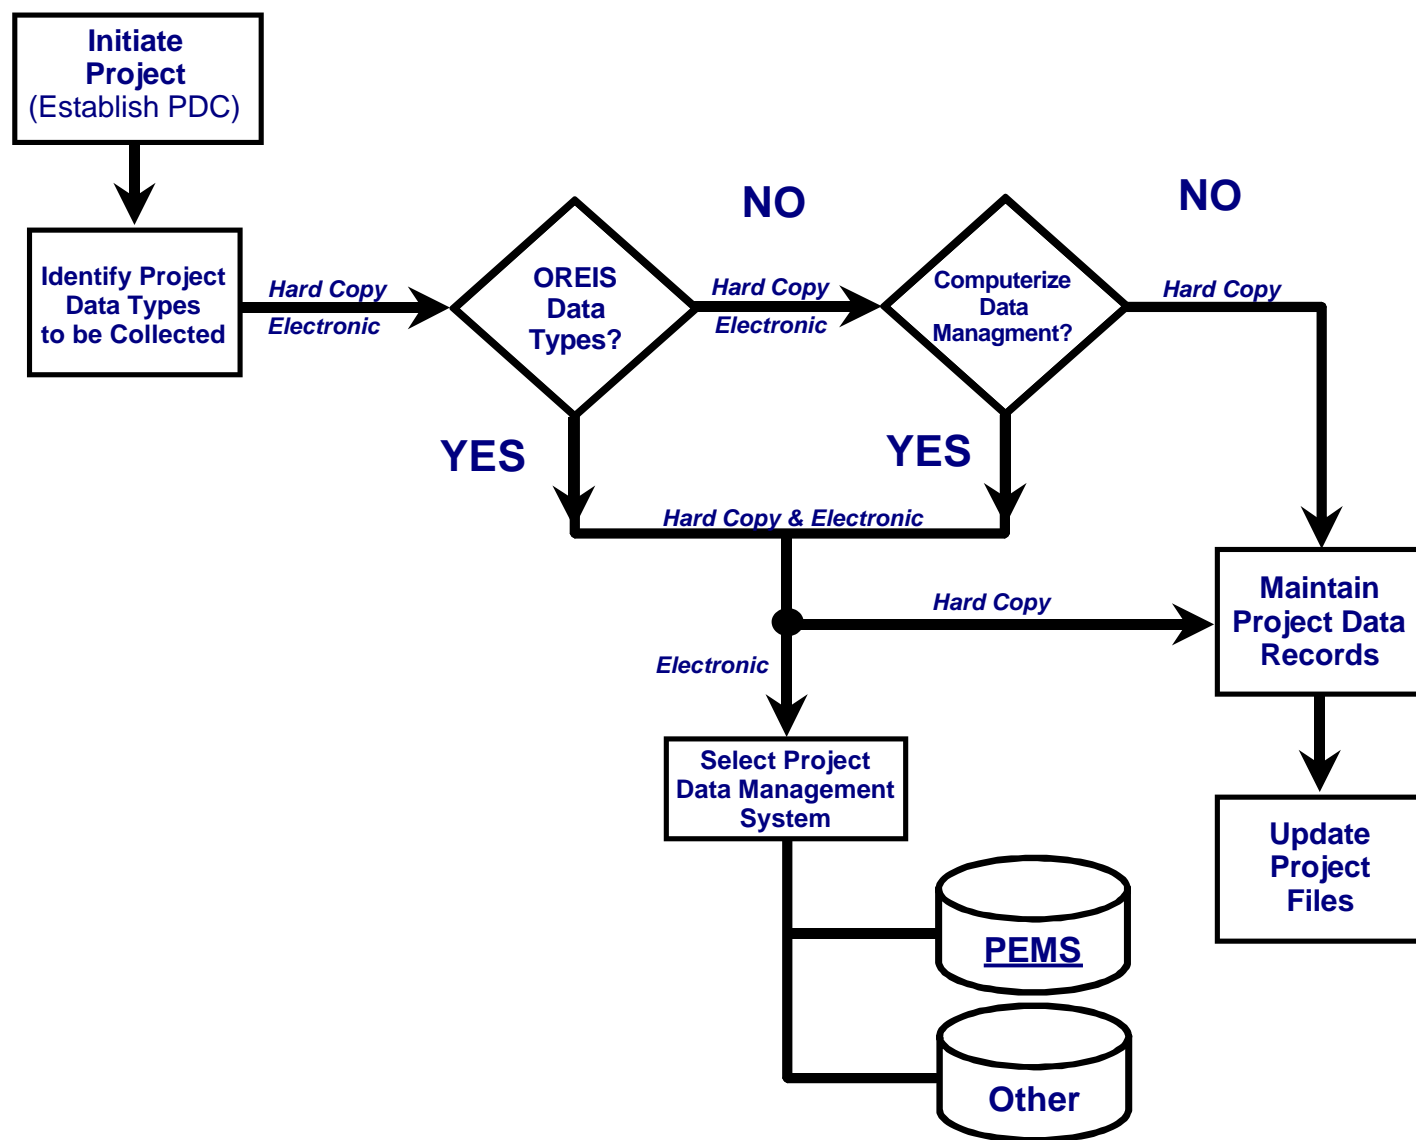 Initiate
Project
(Establish PDC)
NO
NO
Identify Project
Data Types
to be Collected
Hard Copy
Electronic
OREIS
Data
Types?
Hard Copy
Electronic
Computerize
Data
Managment?
Hard Copy
YES
YES
Hard Copy & Electronic
Hard Copy
Maintain
Project Data
Records
Electronic
Select Project
Data Management
System
Update
Project
Files
PEMS
Other